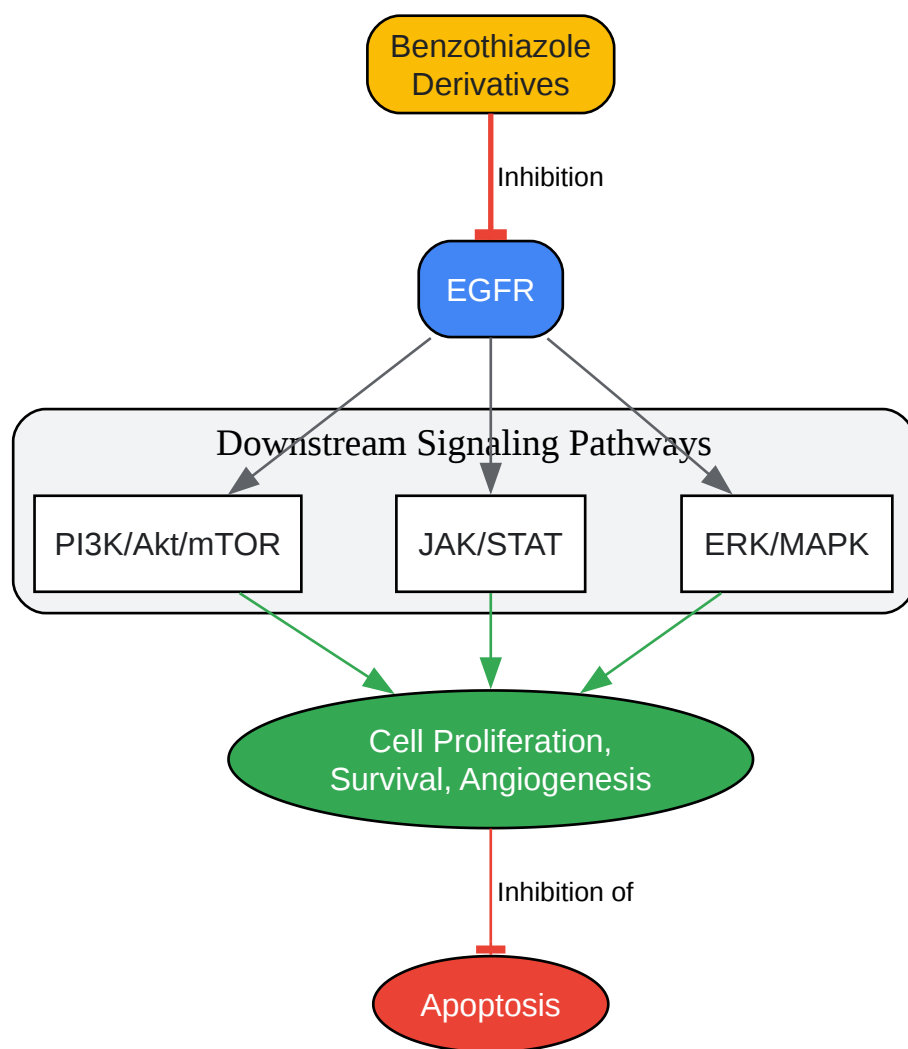 Benzothiazole
Derivatives
Inhibition
EGFR
Downstream Signaling Pathways
PI3K/Akt/mTOR
JAK/STAT
ERK/MAPK
Cell Proliferation,
Survival, Angiogenesis
Inhibition of
Apoptosis